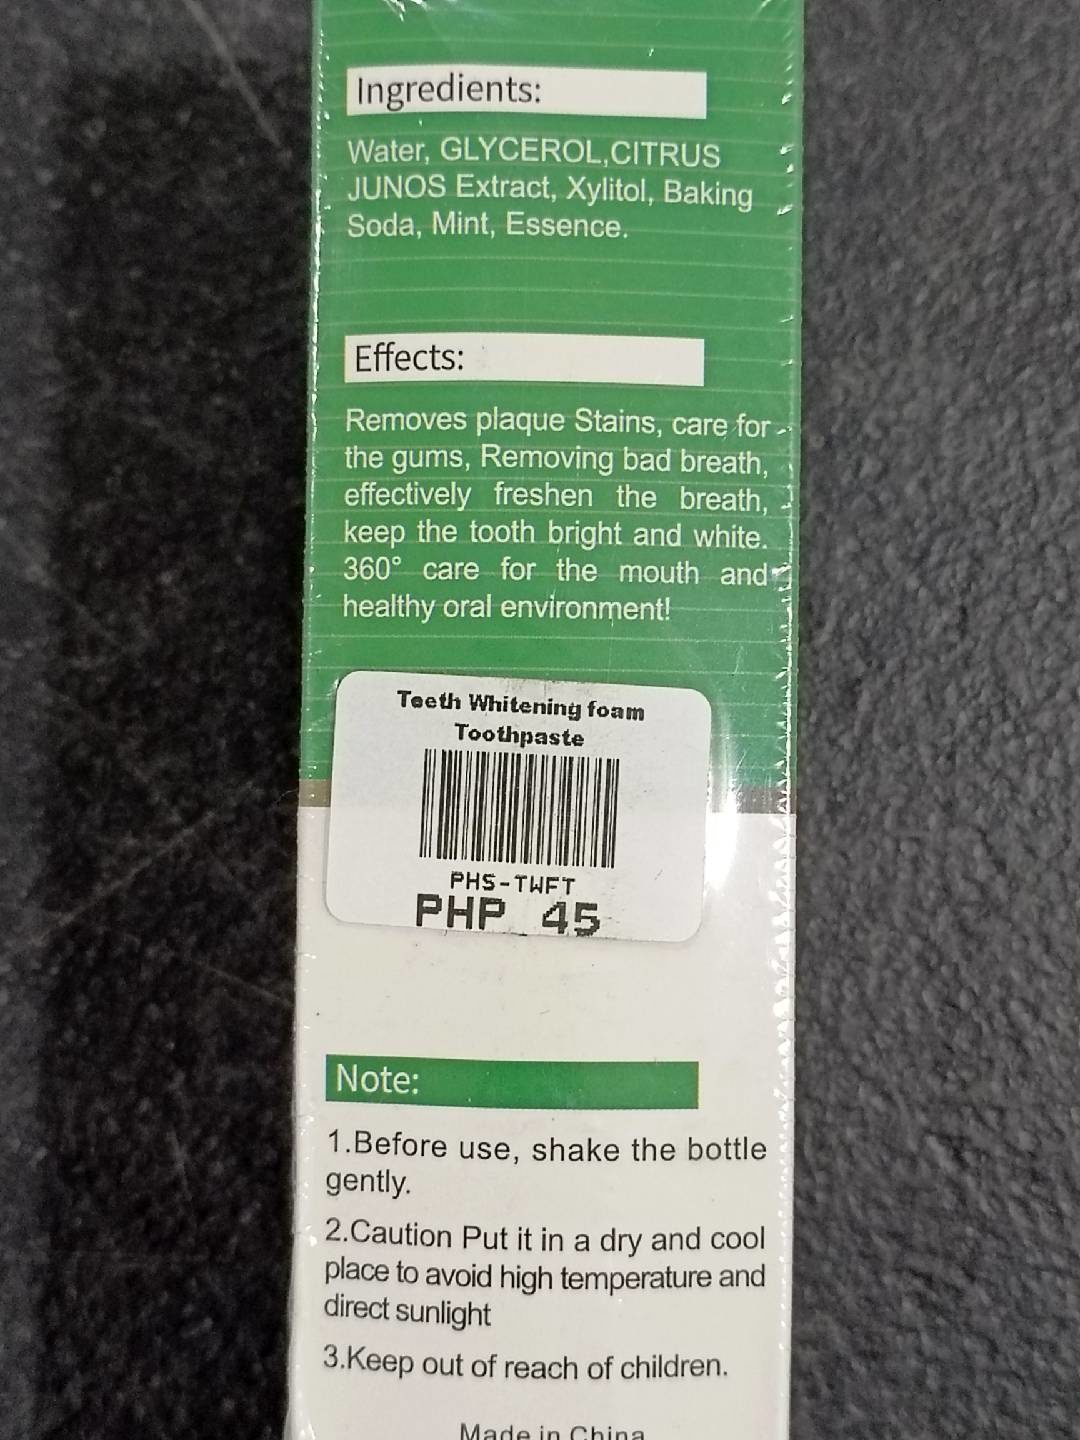 Ingredients:
Water, GLYCEROL,CITRUS
JUNOS Extract, Xylitol, Baking
Soda, Mint, Essence.
Effects:
Removes plaque Stains, care for
the gums, Removing bad breath,
effectively freshen the breath,
keep the tooth bright and white.
360° care for the mouth and
healthy oral environment!
Teeth Whitening foam
Toothpaste
PHS-TWFT
PHP 45
Note:
1.Before use, shake the bottle
gently.
2.Caution Put it in a dry and cool
place to avoid high temperature and
direct sunlight
3.Keep out of reach of children.
Made in China